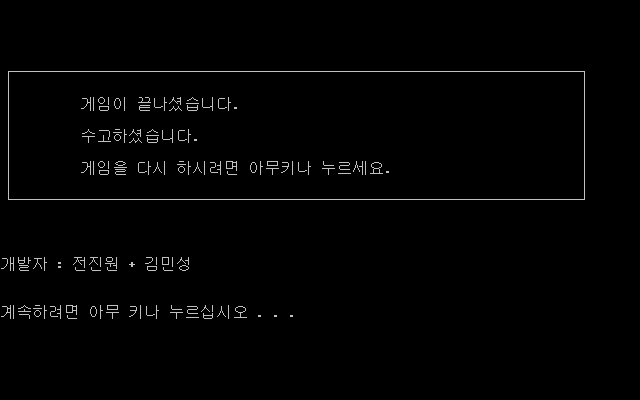 게임이 끝나셨습니다.
수고하셨습니다.
게임을 다시 하시려면 아무키나 누르세요.
개발자 : 전진원 + 김민성
계속하려면 아무 키나 누르십시오 . . .